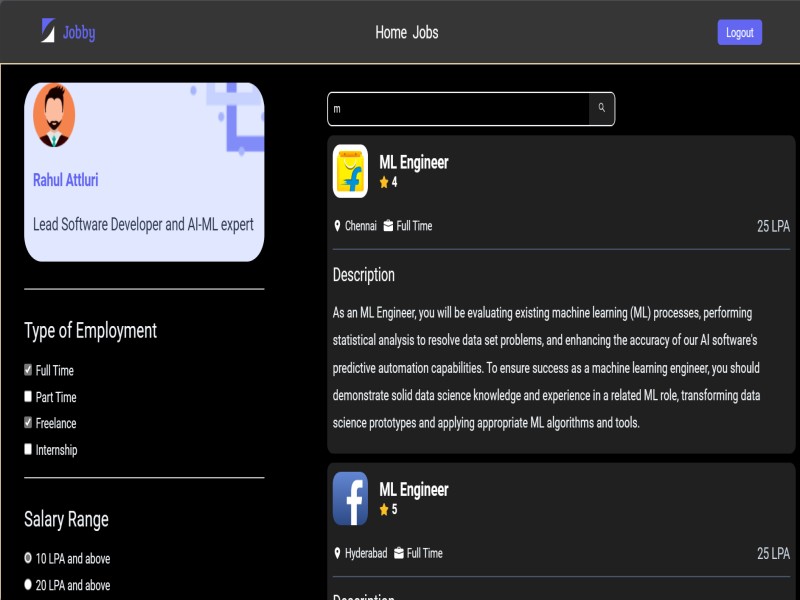 Jobby
Home Jobs
Logout
Rahul Attluri
Lead Software Developer and AI-ML expert
Type of Employment
Full Time
Part Time
Freelance
Internship
Salary Range
10 LPA and above
20 LPA and above
m
ML Engineer
4
Chennai Full Time 25 LPA
Description
As an ML Engineer, you will be evaluating existing machine learning (ML) processes, performing
statistical analysis to resolve data set problems, and enhancing the accuracy of our AI software's
predictive automation capabilities. To ensure success as a machine learning engineer, you should
demonstrate solid data science knowledge and experience in a related ML role, transforming data
science prototypes and applying appropriate ML algorithms and tools.
ML Engineer
5
Hyderabad Full Time 25 LPA
Description